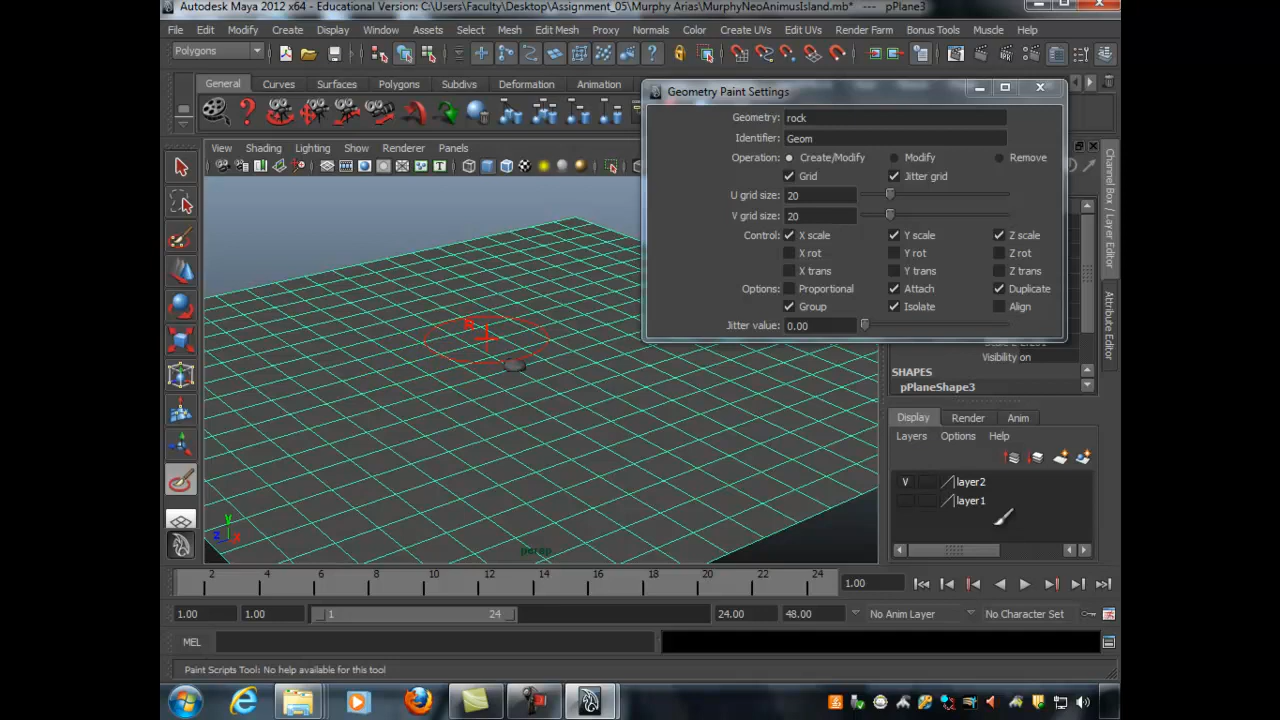 Autodesk Maya 2012 x64 - Educational Version: C:\Users\Faculty\Desktop\Assignment_05\Murphy Arias\MurphyNeoAnimusIsland.mb* --- pPlane3
File Edit Modify Create Display Window Assets Select Mesh Edit Mesh Proxy Normals Color Create UVs Edit UVs Render Farm Bonus Tools Muscle Help
Polygons
General Curves Surfaces Polygons Subdivs Deformation Animation
Geometry Paint Settings
Geometry: rock
Identifier: Geom
Operation: Create/Modify Modify Remove
Grid Jitter grid
U grid size: 20
V grid size: 20
Control: X scale Y scale Z scale
X rot Y rot Z rot
X trans Y trans Z trans
Options: Proportional Attach Duplicate
Group Isolate Align
Jitter value: 0.00
View Shading Lighting Show Renderer Panels
Channel Box / Layer Editor
Attribute Editor
Visibility on
SHAPES
pPlaneShape3
Display Render Anim
Layers Options Help
V layer2
layer1
y
z x
persp
2 4 6 8 10 12 14 16 18 20 22 24 1.00
1.00 1.00 1 24 24.00 48.00 No Anim Layer No Character Set
MEL
Paint Scripts Tool: No help available for this tool